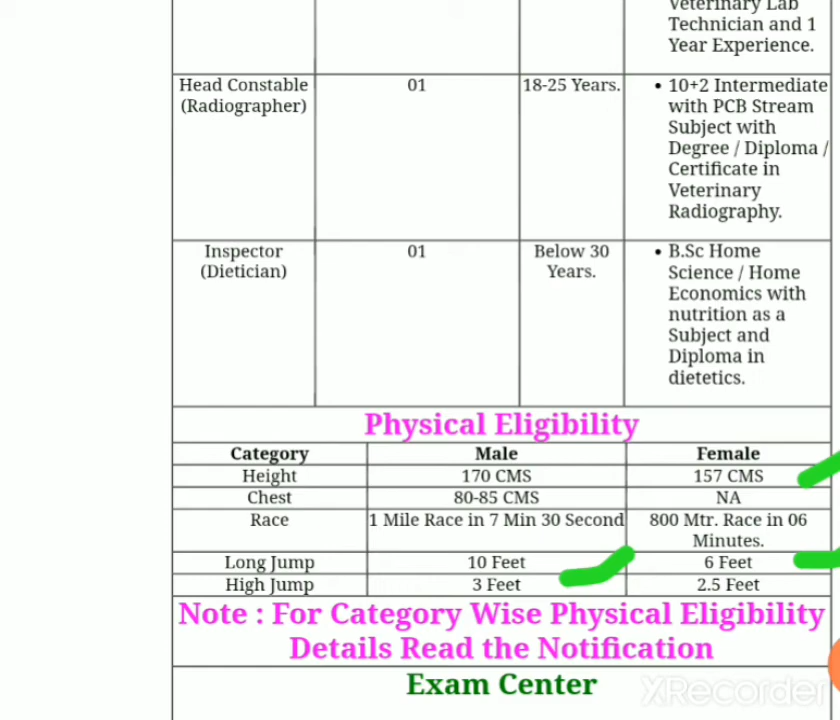 Veterinary Lab
Technician and 1
Year Experience.
Head Constable
(Radiographer)
01
18-25 Years.
• 10+2 Intermediate
with PCB Stream
Subject with
Degree / Diploma /
Certificate in
Veterinary
Radiography.
Inspector
(Dietician)
01
Below 30
Years.
• B.Sc Home
Science / Home
Economics with
nutrition as a
Subject and
Diploma in
dietetics.
Physical Eligibility
Category Male Female
Height 170 CMS 157 CMS
Chest 80-85 CMS NA
Race 1 Mile Race in 7 Min 30 Second 800 Mtr. Race in 06
Minutes.
Long Jump 10 Feet 6 Feet
High Jump 3 Feet 2.5 Feet
Note : For Category Wise Physical Eligibility
Details Read the Notification
Exam Center
XRecorder